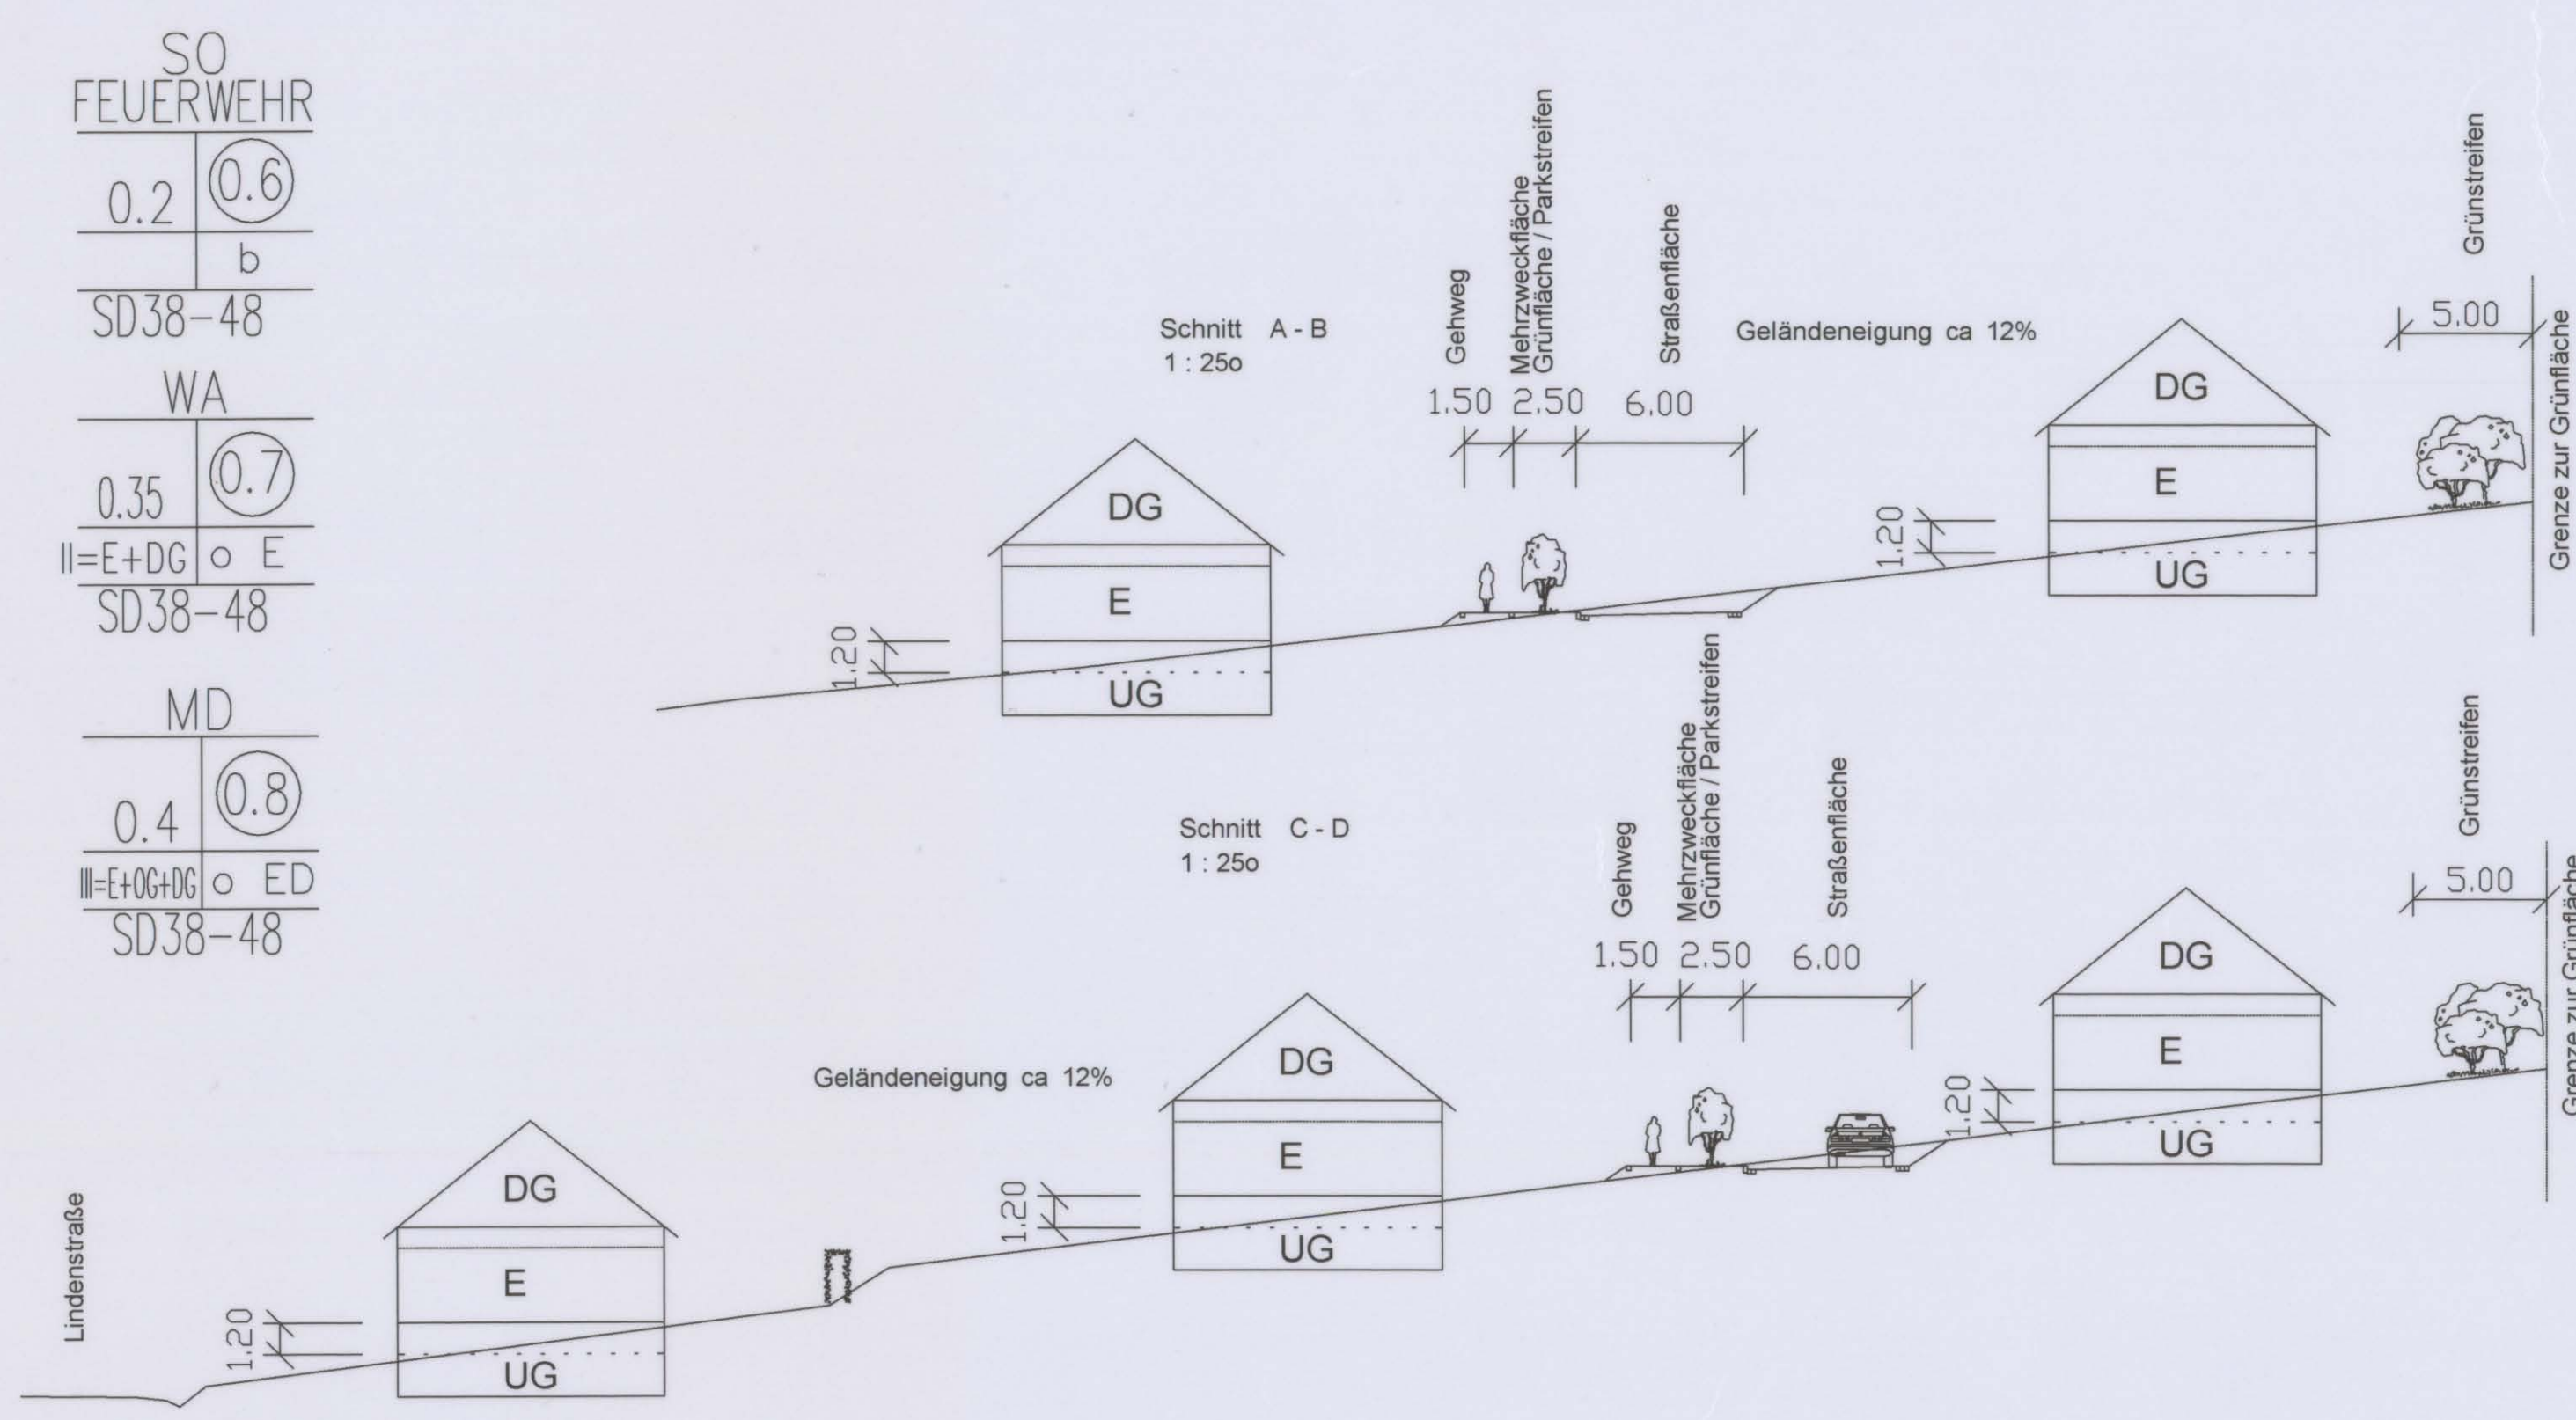 SO
FEUERWEHR
0.2
0.6
b
SD38-48
WA
0.35
0.7
II=E+DG
o E
SD38-48
MD
0.4
0.8
III=E+OG+DG
o ED
SD38-48
Schnitt A - B
1 : 25o
Gehweg
Mehrzweckfläche
Grünfläche / Parkstreifen
Straßenfläche
1.50
2.50
6.00
Geländeneigung ca 12%
Grünstreifen
5.00
Grenze zur Grünfläche
DG
E
UG
1.20
DG
E
UG
1.20
Schnitt C - D
1 : 25o
Gehweg
Mehrzweckfläche
Grünfläche / Parkstreifen
Straßenfläche
1.50
2.50
6.00
Grünstreifen
5.00
Grenze zur Grünfläche
Geländeneigung ca 12%
Lindenstraße
1.20
DG
E
UG
1.20
DG
E
UG
1.20
DG
E
UG